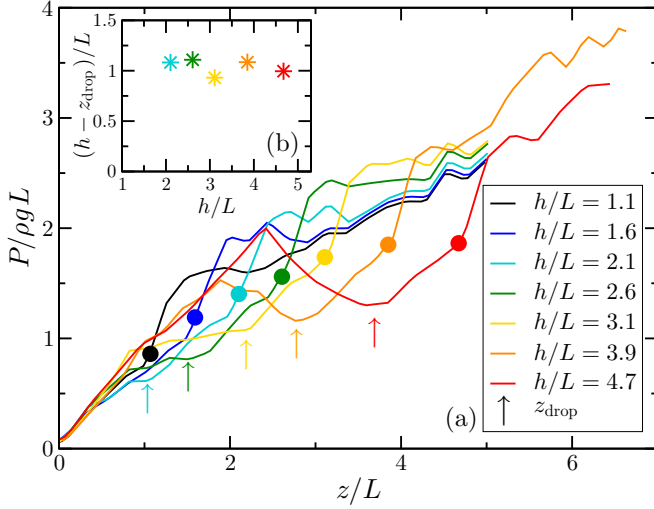 4
3
2
1
0
P/ρgL
0
2
4
6
z/L
1.5
1
0.5
0
(h − z_drop)/L
1
2
3
4
5
h/L
(b)
(a)
h/L = 1.1
h/L = 1.6
h/L = 2.1
h/L = 2.6
h/L = 3.1
h/L = 3.9
h/L = 4.7
↑ z_drop